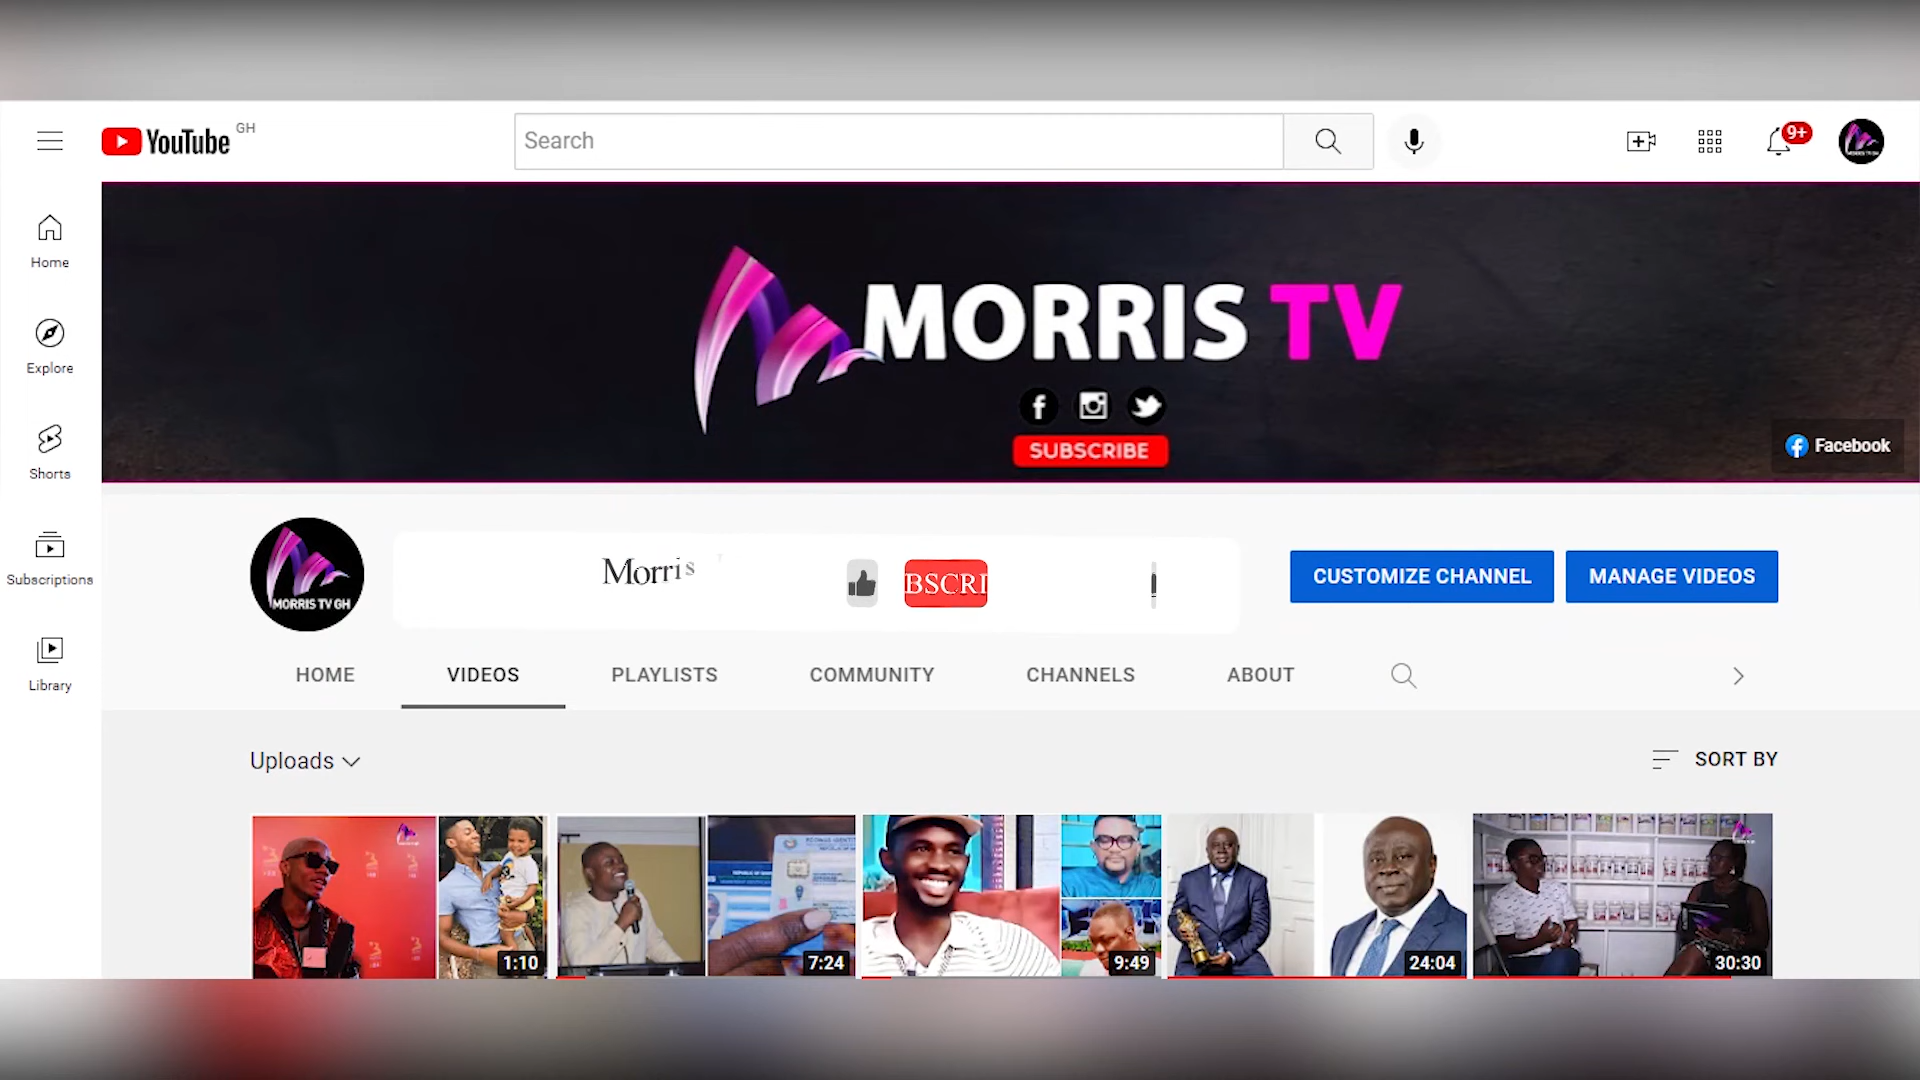 YouTube GH
Search
9+
Home
Explore
Shorts
Subscriptions
Library
MORRIS TV
SUBSCRIBE
Facebook
MORRIS TV GH
Morris
BSCRI
CUSTOMIZE CHANNEL
MANAGE VIDEOS
HOME
VIDEOS
PLAYLISTS
COMMUNITY
CHANNELS
ABOUT
Uploads
SORT BY
1:10
7:24
9:49
24:04
30:30